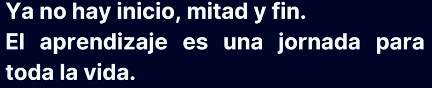 Ya no hay inicio, mitad y fin.
El aprendizaje es una jornada para
toda la vida.